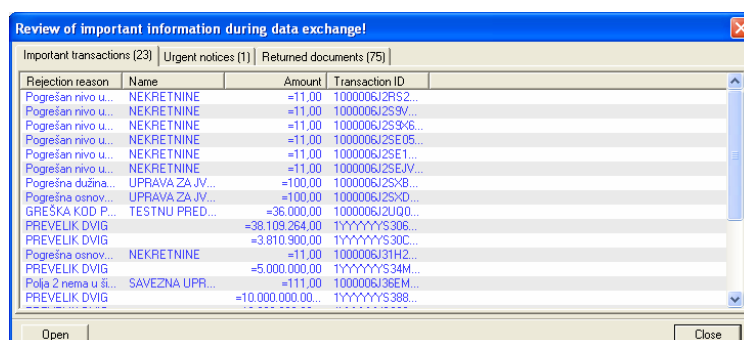 Review of important information during data exchange!
Important transactions (23) Urgent notices (1) Returned documents (75)
Rejection reason Name Amount Transaction ID
Pogrešan nivo u... NEKRETNINE =11,00 1000006J2RS2...
Pogrešan nivo u... NEKRETNINE =11,00 1000006J2S9V...
Pogrešan nivo u... NEKRETNINE =11,00 1000006J2S9X6...
Pogrešan nivo u... NEKRETNINE =11,00 1000006J2SE05...
Pogrešan nivo u... NEKRETNINE =11,00 1000006J2SE1...
Pogrešan nivo u... NEKRETNINE =11,00 1000006J2SEJV...
Pogrešna dužina... UPRAVA ZA JV... =100,00 1000006J2SXB...
Pogrešna osnov... UPRAVA ZA JV... =100,00 1000006J2SXD...
GREŠKA KOD P... TESTNU PRED... =36.000,00 1000006J2UQ0...
PREVELIK DVIG =38.109.264,00 1YYYYYYS306...
PREVELIK DVIG =3.810.900,00 1YYYYYYS30C...
Pogrešna osnov... NEKRETNINE =11,00 1000006J31H2...
PREVELIK DVIG =5.000.000,00 1YYYYYYS34M...
Polja 2 nema u ši... SAVEZNA UPR... =111,00 1000006J36EM...
PREVELIK DVIG =10.000.000.00... 1YYYYYYS388...
Open Close